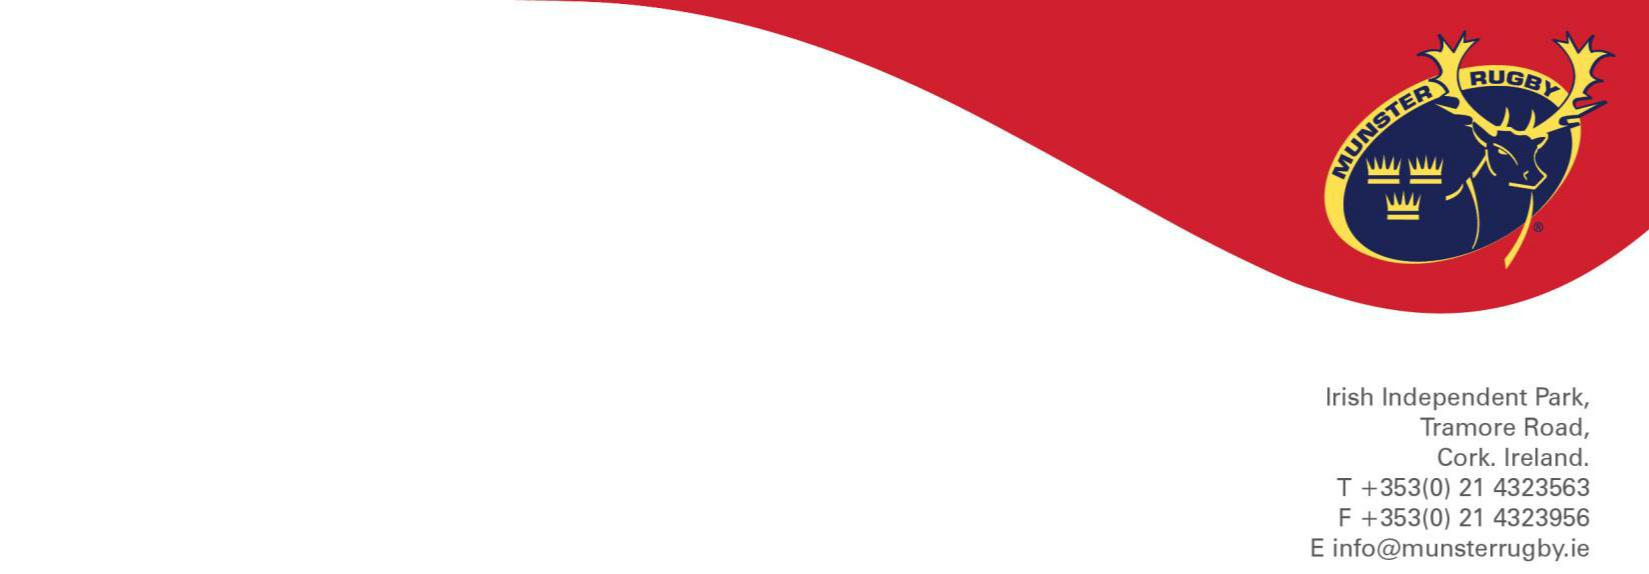 MUNSTER RUGBY
®
Irish Independent Park,
Tramore Road,
Cork. Ireland.
T +353(0) 21 4323563
F +353(0) 21 4323956
E info@munsterrugby.ie